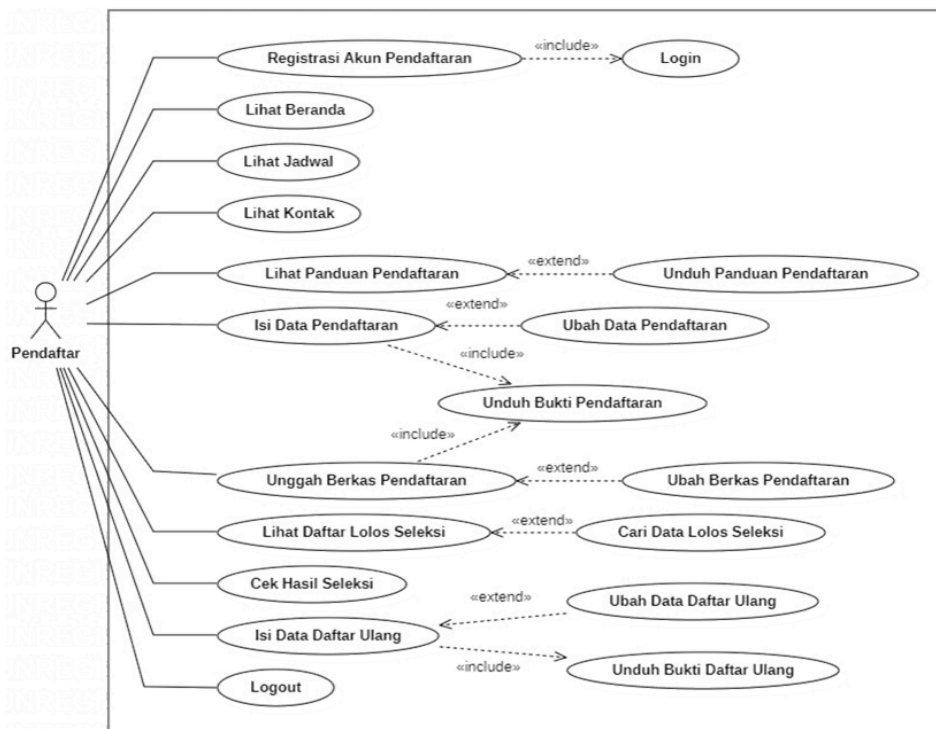 Registrasi Akun Pendaftaran
«include»
Login
Lihat Beranda
Lihat Jadwal
Lihat Kontak
Lihat Panduan Pendaftaran
«extend»
Unduh Panduan Pendaftaran
Isi Data Pendaftaran
«extend»
Ubah Data Pendaftaran
Pendaftar
«include»
Unduh Bukti Pendaftaran
«include»
Unggah Berkas Pendaftaran
«extend»
Ubah Berkas Pendaftaran
Lihat Daftar Lolos Seleksi
«extend»
Cari Data Lolos Seleksi
Cek Hasil Seleksi
«extend»
Ubah Data Daftar Ulang
Isi Data Daftar Ulang
«include»
Unduh Bukti Daftar Ulang
Logout